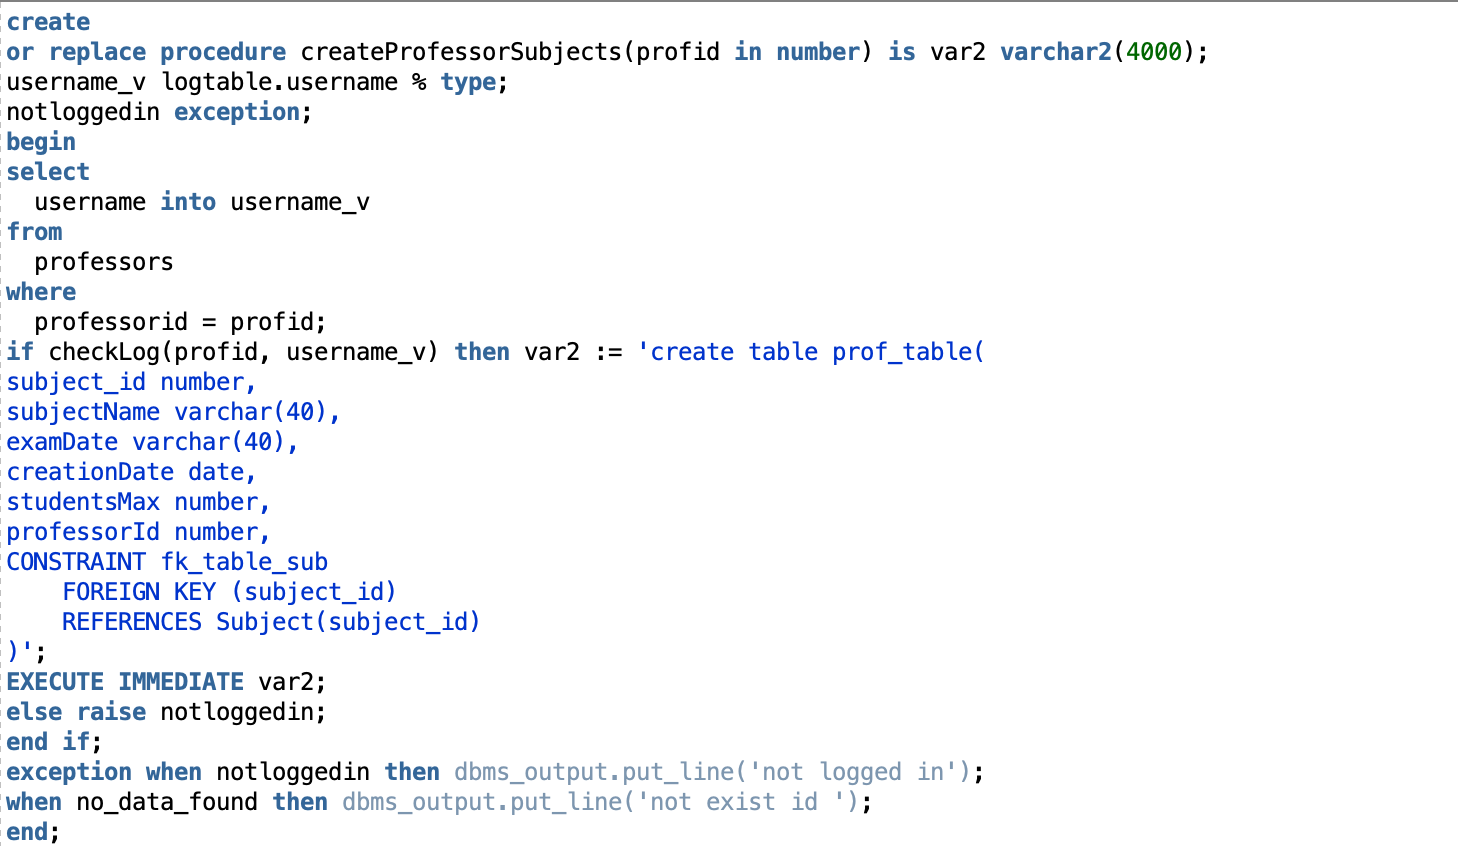 create
or replace procedure createProfessorSubjects(profid in number) is var2 varchar2(4000);
username_v logtable.username % type;
notloggedin exception;
begin
select
  username into username_v
from
  professors
where
  professorid = profid;
if checkLog(profid, username_v) then var2 := 'create table prof_table(
subject_id number,
subjectName varchar(40),
examDate varchar(40),
creationDate date,
studentsMax number,
professorId number,
CONSTRAINT fk_table_sub
    FOREIGN KEY (subject_id)
    REFERENCES Subject(subject_id)
)';
EXECUTE IMMEDIATE var2;
else raise notloggedin;
end if;
exception when notloggedin then dbms_output.put_line('not logged in');
when no_data_found then dbms_output.put_line('not exist id ');
end;